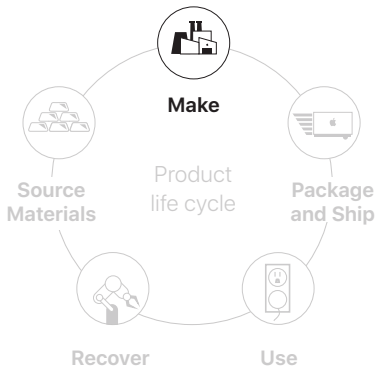 Make
Source
Materials
Product
life cycle
Package
and Ship
Recover
Use